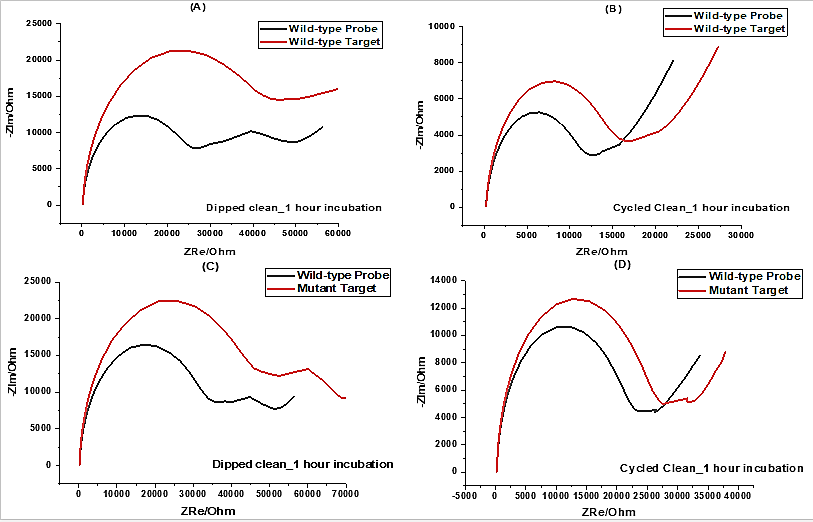 (A)
Wild-type Probe
Wild-type Target
25000
20000
15000
10000
5000
0
-ZIm/Ohm
0 10000 20000 30000 40000 50000 60000
ZRe/Ohm
Dipped clean_1 hour incubation
(B)
Wild-type Probe
Wild-type Target
10000
8000
6000
4000
2000
0
-ZIm/Ohm
0 5000 10000 15000 20000 25000 30000
ZRe/Ohm
Cycled Clean_1 hour incubation
(C)
Wild-type Probe
Mutant Target
25000
20000
15000
10000
5000
0
-ZIm/Ohm
0 10000 20000 30000 40000 50000 60000 70000
ZRe/Ohm
Dipped clean_1 hour incubation
(D)
Wild-type Probe
Mutant Target
14000
12000
10000
8000
6000
4000
2000
0
-ZIm/Ohm
-5000 0 5000 10000 15000 20000 25000 30000 35000 40000
ZRe/Ohm
Cycled Clean_1 hour incubation